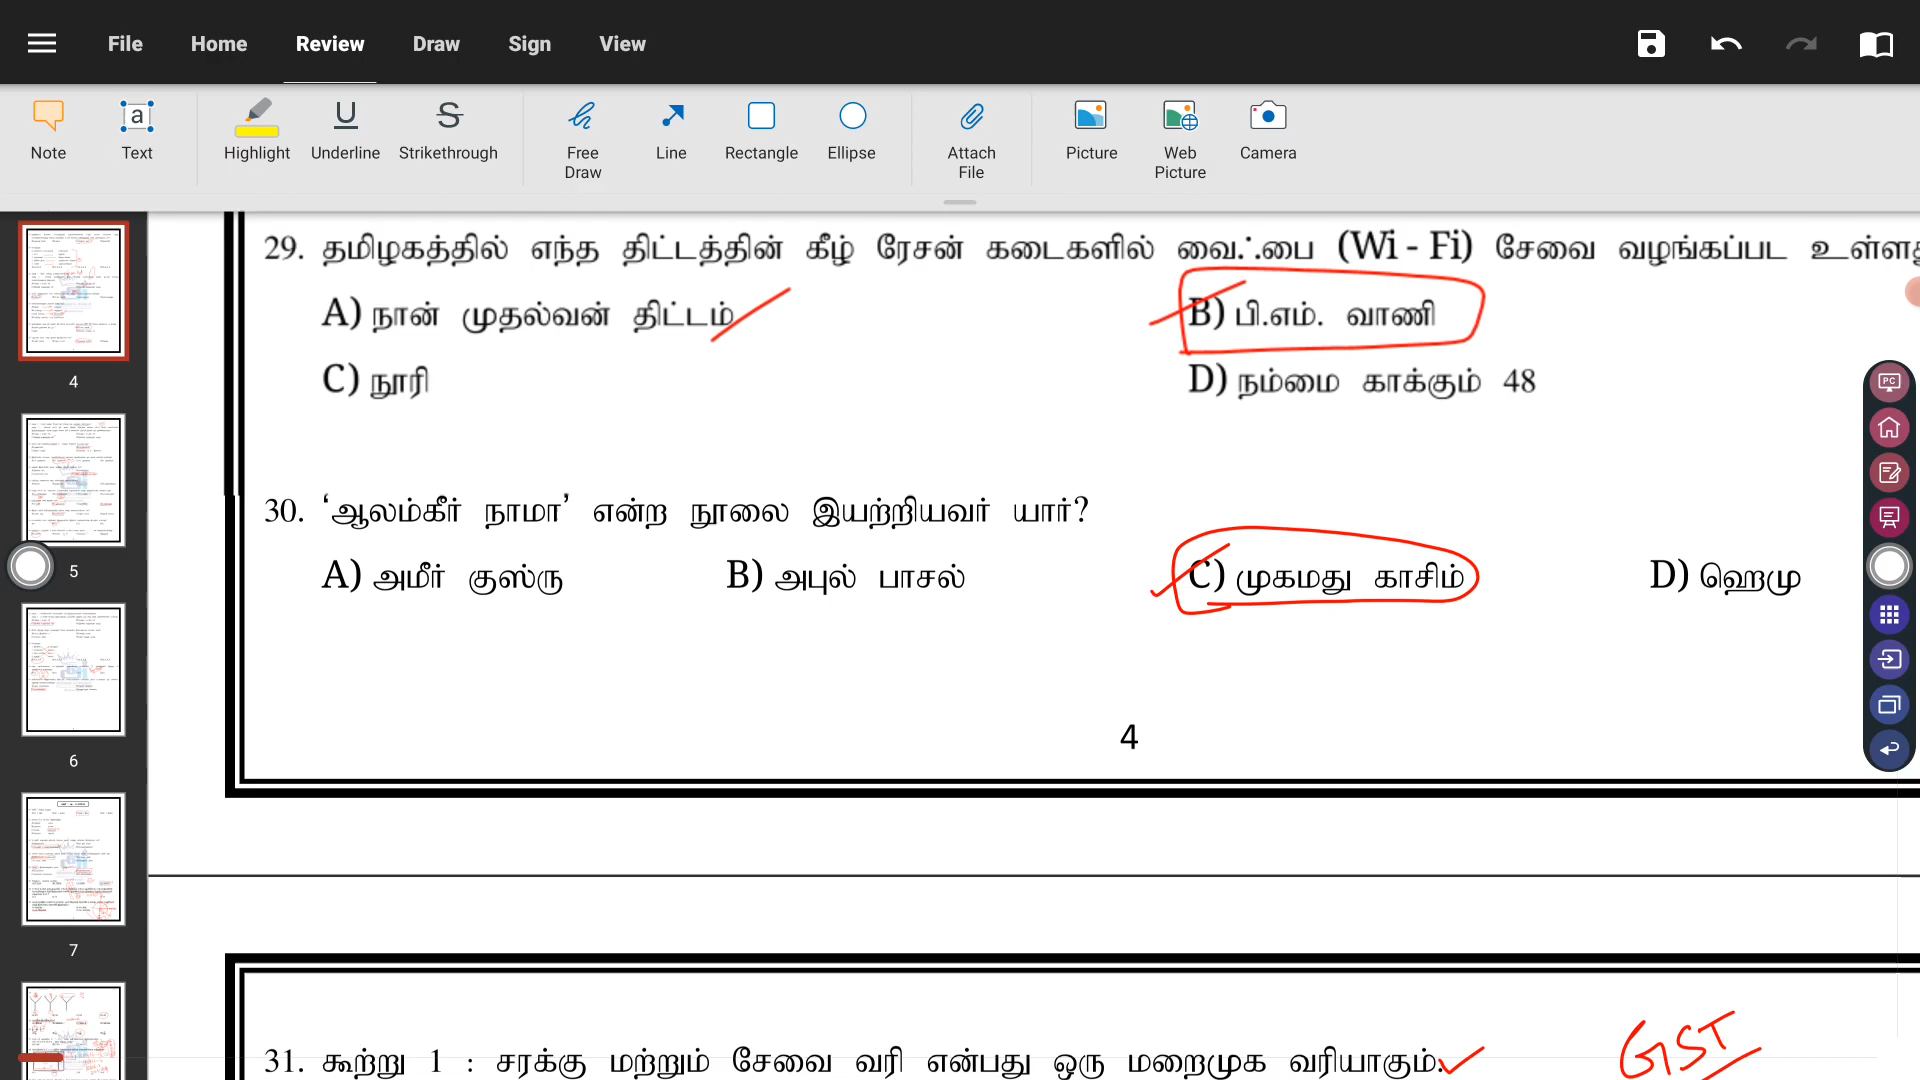 File Home Review Draw Sign View
Note Text Highlight Underline Strikethrough Free Draw Line Rectangle Ellipse Attach File Picture Web Picture Camera
29. தமிழகத்தில் எந்த திட்டத்தின் கீழ் ரேசன் கடைகளில் வை∴பை (Wi - Fi) சேவை வழங்கப்பட
A) நான் முதல்வன் திட்டம் B) பி.எம். வாணி
C) நூரி D) நம்மை காக்கும் 48
30. ‘ஆலம்கீர் நாமா’ என்ற நூலை இயற்றியவர் யார்?
A) அமீர் குஸ்ரு B) அபுல் பாசல் C) முகமது காசிம் D) ஹெமு
4
31. கூற்று 1 : சரக்கு மற்றும் சேவை வரி என்பது ஒரு மறைமுக வரியாகும்.
GST
4
5
6
7
PC